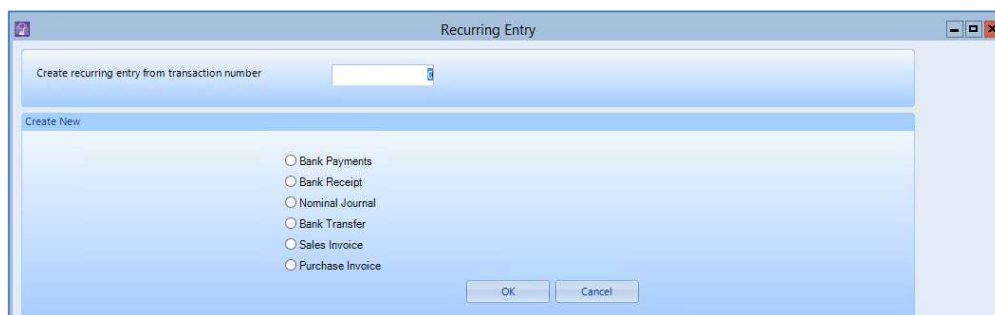 Recurring Entry
Create recurring entry from transaction number
0
Create New
Bank Payments
Bank Receipt
Nominal Journal
Bank Transfer
Sales Invoice
Purchase Invoice
OK Cancel